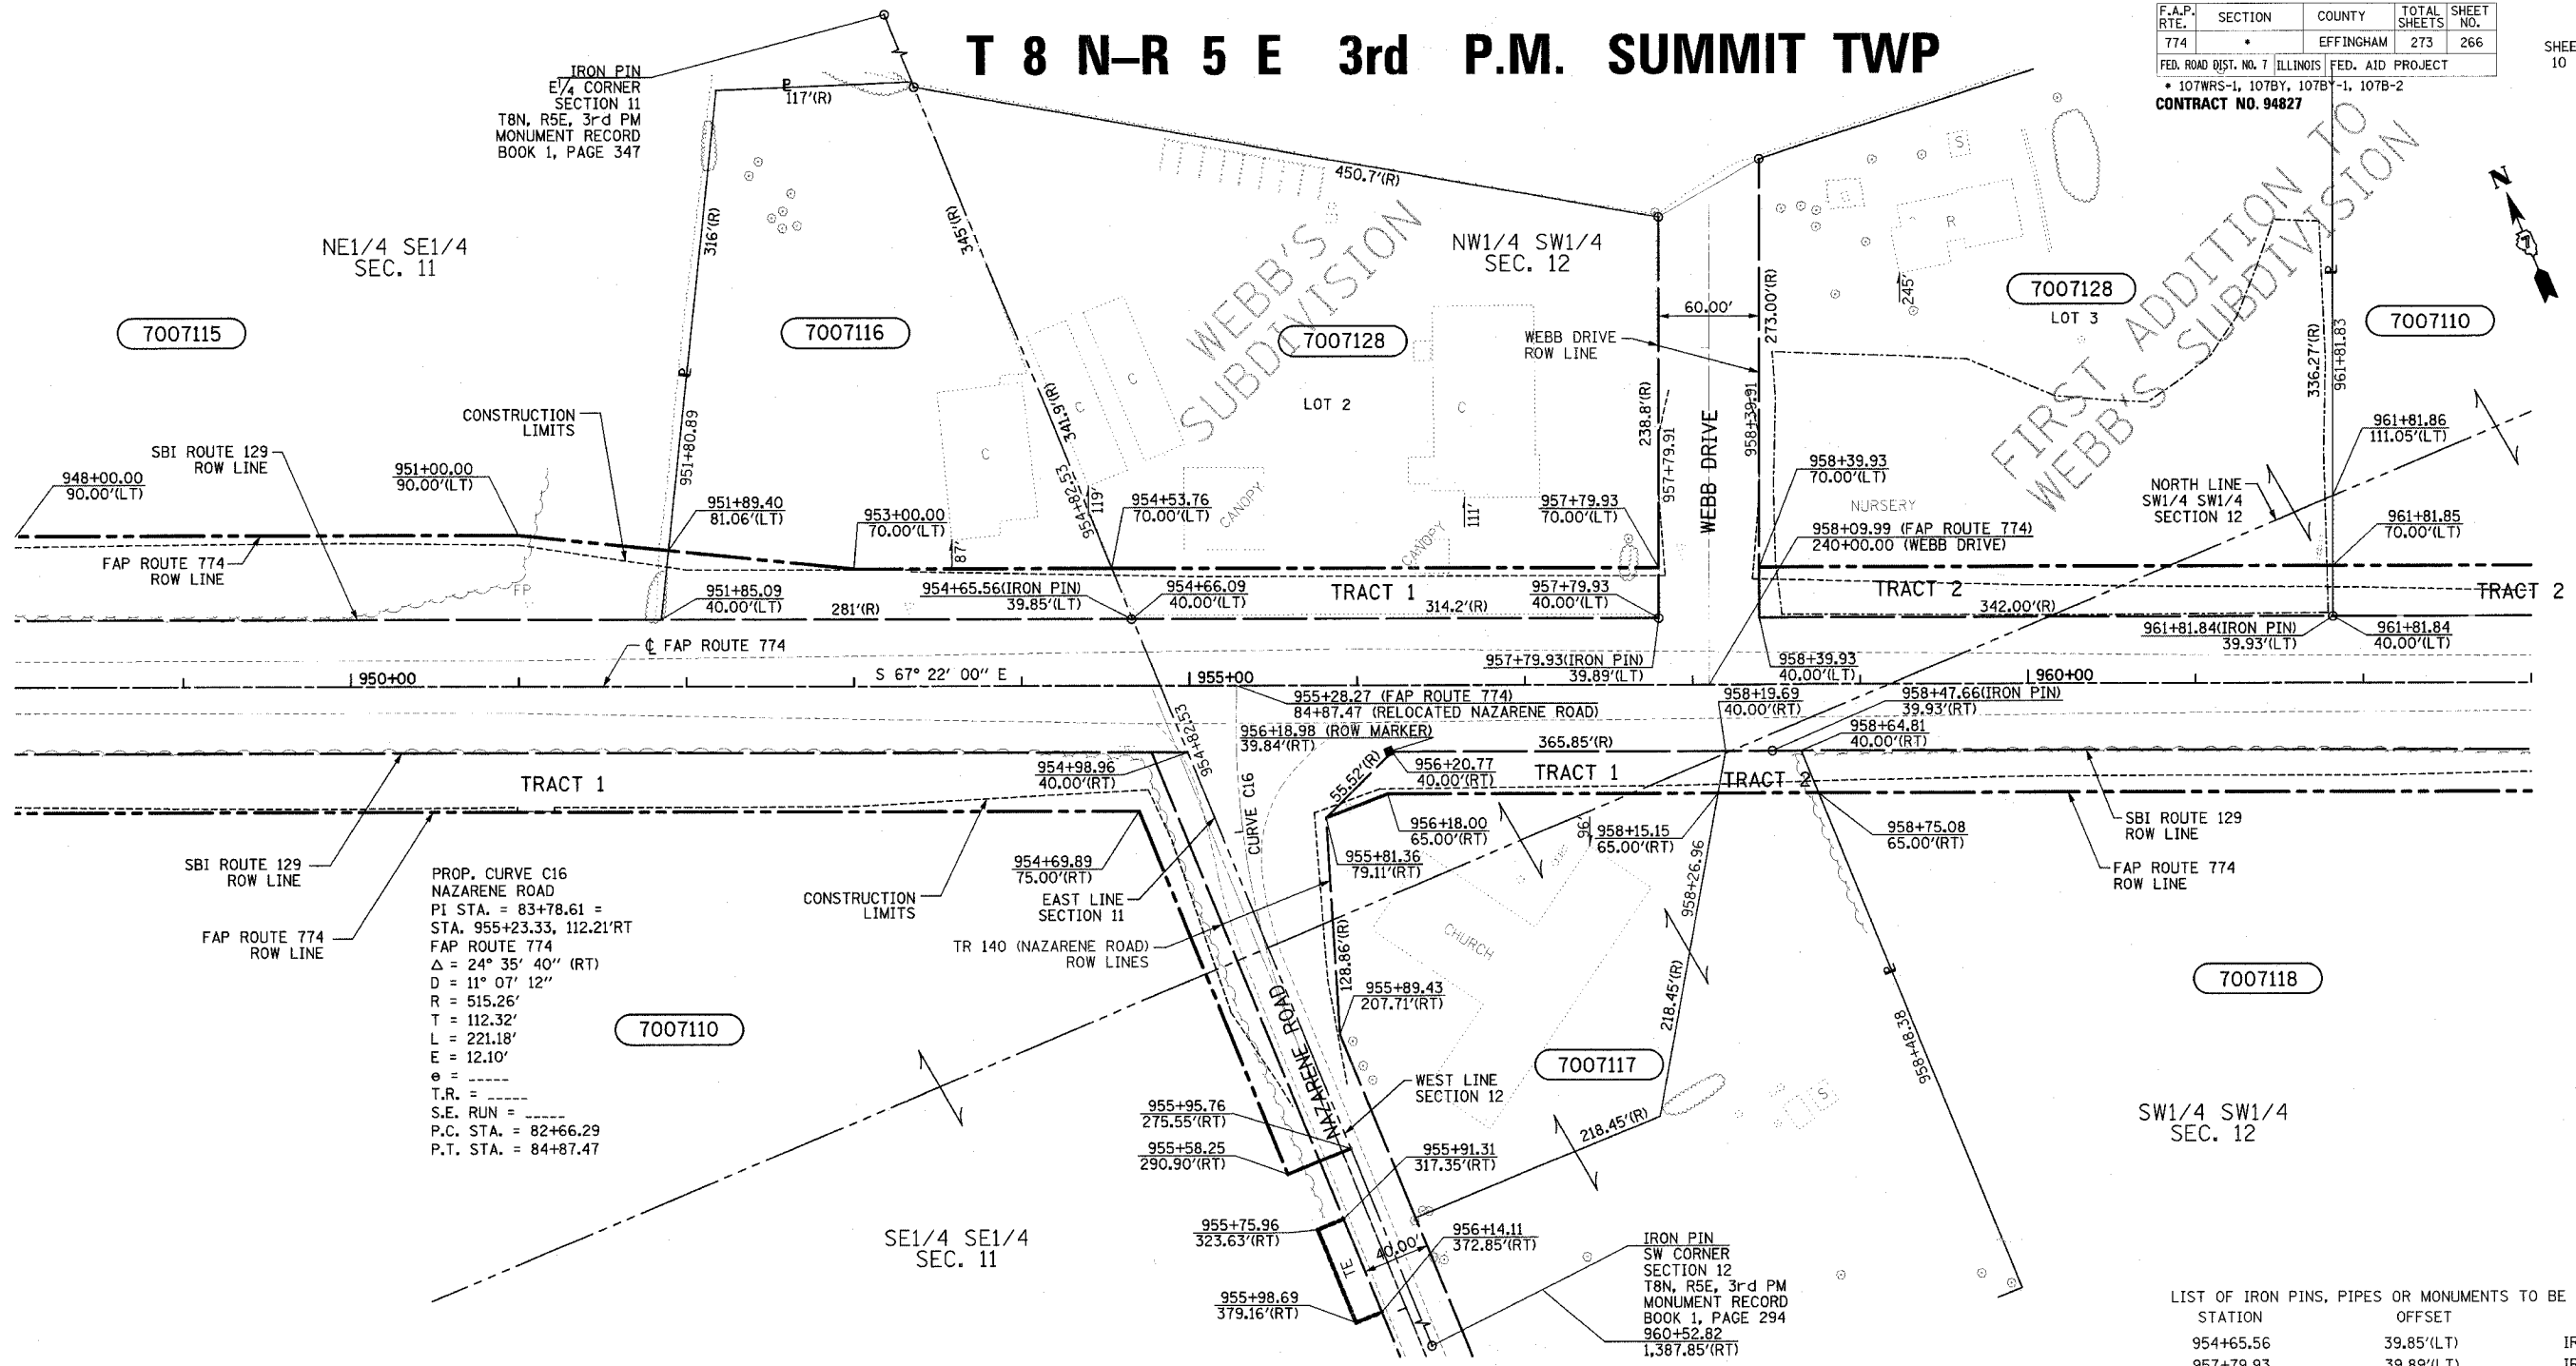 T 8 N–R 5 E 3rd P.M. SUMMIT TWP
F.A.P. RTE. SECTION COUNTY TOTAL SHEETS SHEET NO.
774 * EFFINGHAM 273 266
FED. ROAD DIST. NO. 7 ILLINOIS FED. AID PROJECT
* 107WRS-1, 107BY, 107BY-1, 107B-2
CONTRACT NO. 94827
SHEE
10
IRON PIN
E1/4 CORNER
SECTION 11
T8N, R5E, 3rd PM
MONUMENT RECORD
BOOK 1, PAGE 347
117'(R)
316'(R)
345'(R)
450.7'(R)
N
7
NE1/4 SE1/4
SEC. 11
NW1/4 SW1/4
SEC. 12
WEBB'S
SUBDIVISION
FIRST ADDITION TO
WEBB'S SUBDIVISION
7007115
7007116
7007128
LOT 2
7007128
LOT 3
7007110
60.00'
WEBB DRIVE
ROW LINE
273.00'(R)
238.8'(R)
957+79.91
958+39.91
WEBB DRIVE
245'
S
S
R
336.27'(R)
961+81.83
341.9'(R)
954+82.53
951+80.89
C
C
C
C
CANOPY
CANOPY
119'
111'
87'
CONSTRUCTION
LIMITS
SBI ROUTE 129
ROW LINE
948+00.00
90.00'(LT)
951+00.00
90.00'(LT)
951+89.40
81.06'(LT)
953+00.00
70.00'(LT)
954+53.76
70.00'(LT)
957+79.93
70.00'(LT)
958+39.93
70.00'(LT)
NURSERY
958+09.99 (FAP ROUTE 774)
240+00.00 (WEBB DRIVE)
NORTH LINE
SW1/4 SW1/4
SECTION 12
961+81.86
111.05'(LT)
961+81.85
70.00'(LT)
FAP ROUTE 774
ROW LINE
FP
951+85.09
40.00'(LT)
281'(R)
954+65.56(IRON PIN)
39.85'(LT)
954+66.09
40.00'(LT)
TRACT 1
314.2'(R)
957+79.93
40.00'(LT)
TRACT 2
342.00'(R)
TRACT 2
961+81.84(IRON PIN)
39.93'(LT)
961+81.84
40.00'(LT)
℄ FAP ROUTE 774
957+79.93(IRON PIN)
39.89'(LT)
958+39.93
40.00'(LT)
950+00
S 67° 22' 00" E
955+00
960+00
955+28.27 (FAP ROUTE 774)
84+87.47 (RELOCATED NAZARENE ROAD)
958+19.69
40.00'(RT)
958+47.66(IRON PIN)
39.93'(RT)
956+18.98 (ROW MARKER)
39.84'(RT)
365.85'(R)
958+64.81
40.00'(RT)
954+82.53
954+98.96
40.00'(RT)
55.52'(R)
956+20.77
40.00'(RT)
TRACT 1
TRACT 1
TRACT 2
CURVE C16
956+18.00
65.00'(RT)
96'
958+15.15
65.00'(RT)
958+75.08
65.00'(RT)
SBI ROUTE 129
ROW LINE
FAP ROUTE 774
ROW LINE
SBI ROUTE 129
ROW LINE
FAP ROUTE 774
ROW LINE
954+69.89
75.00'(RT)
955+81.36
79.11'(RT)
CONSTRUCTION
LIMITS
EAST LINE
SECTION 11
TR 140 (NAZARENE ROAD)
ROW LINES
PROP. CURVE C16
NAZARENE ROAD
PI STA. = 83+78.61 =
STA. 955+23.33, 112.21'RT
FAP ROUTE 774
Δ = 24° 35' 40" (RT)
D = 11° 07' 12"
R = 515.26'
T = 112.32'
L = 221.18'
E = 12.10'
e = _____
T.R. = _____
S.E. RUN = _____
P.C. STA. = 82+66.29
P.T. STA. = 84+87.47
7007110
128.86'(R)
CHURCH
958+26.96
218.45'(R)
958+48.38
955+89.43
207.71'(RT)
NAZARENE ROAD
7007117
7007118
WEST LINE
SECTION 12
955+95.76
275.55'(RT)
955+58.25
290.90'(RT)
955+91.31
317.35'(RT)
218.45'(R)
S
SW1/4 SW1/4
SEC. 12
SE1/4 SE1/4
SEC. 11
955+75.96
323.63'(RT)
956+14.11
372.85'(RT)
40.00'
TE
955+98.69
379.16'(RT)
IRON PIN
SW CORNER
SECTION 12
T8N, R5E, 3rd PM
MONUMENT RECORD
BOOK 1, PAGE 294
960+52.82
1,387.85'(RT)
LIST OF IRON PINS, PIPES OR MONUMENTS TO BE
STATION OFFSET
954+65.56 39.85'(LT) IR
957+79.93 39.89'(LT) IR